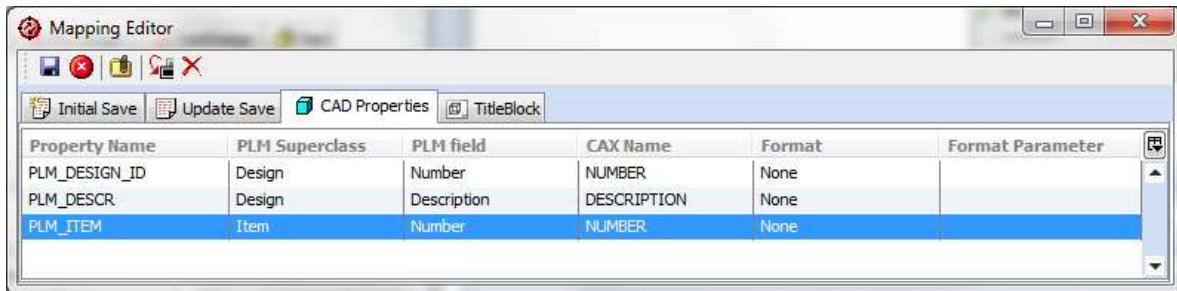 Mapping Editor
Initial Save Update Save CAD Properties TitleBlock
Property Name PLM Superclass PLM field CAX Name Format Format Parameter
PLM_DESIGN_ID Design Number NUMBER None
PLM_DESCR Design Description DESCRIPTION None
PLM_ITEM Item Number NUMBER None